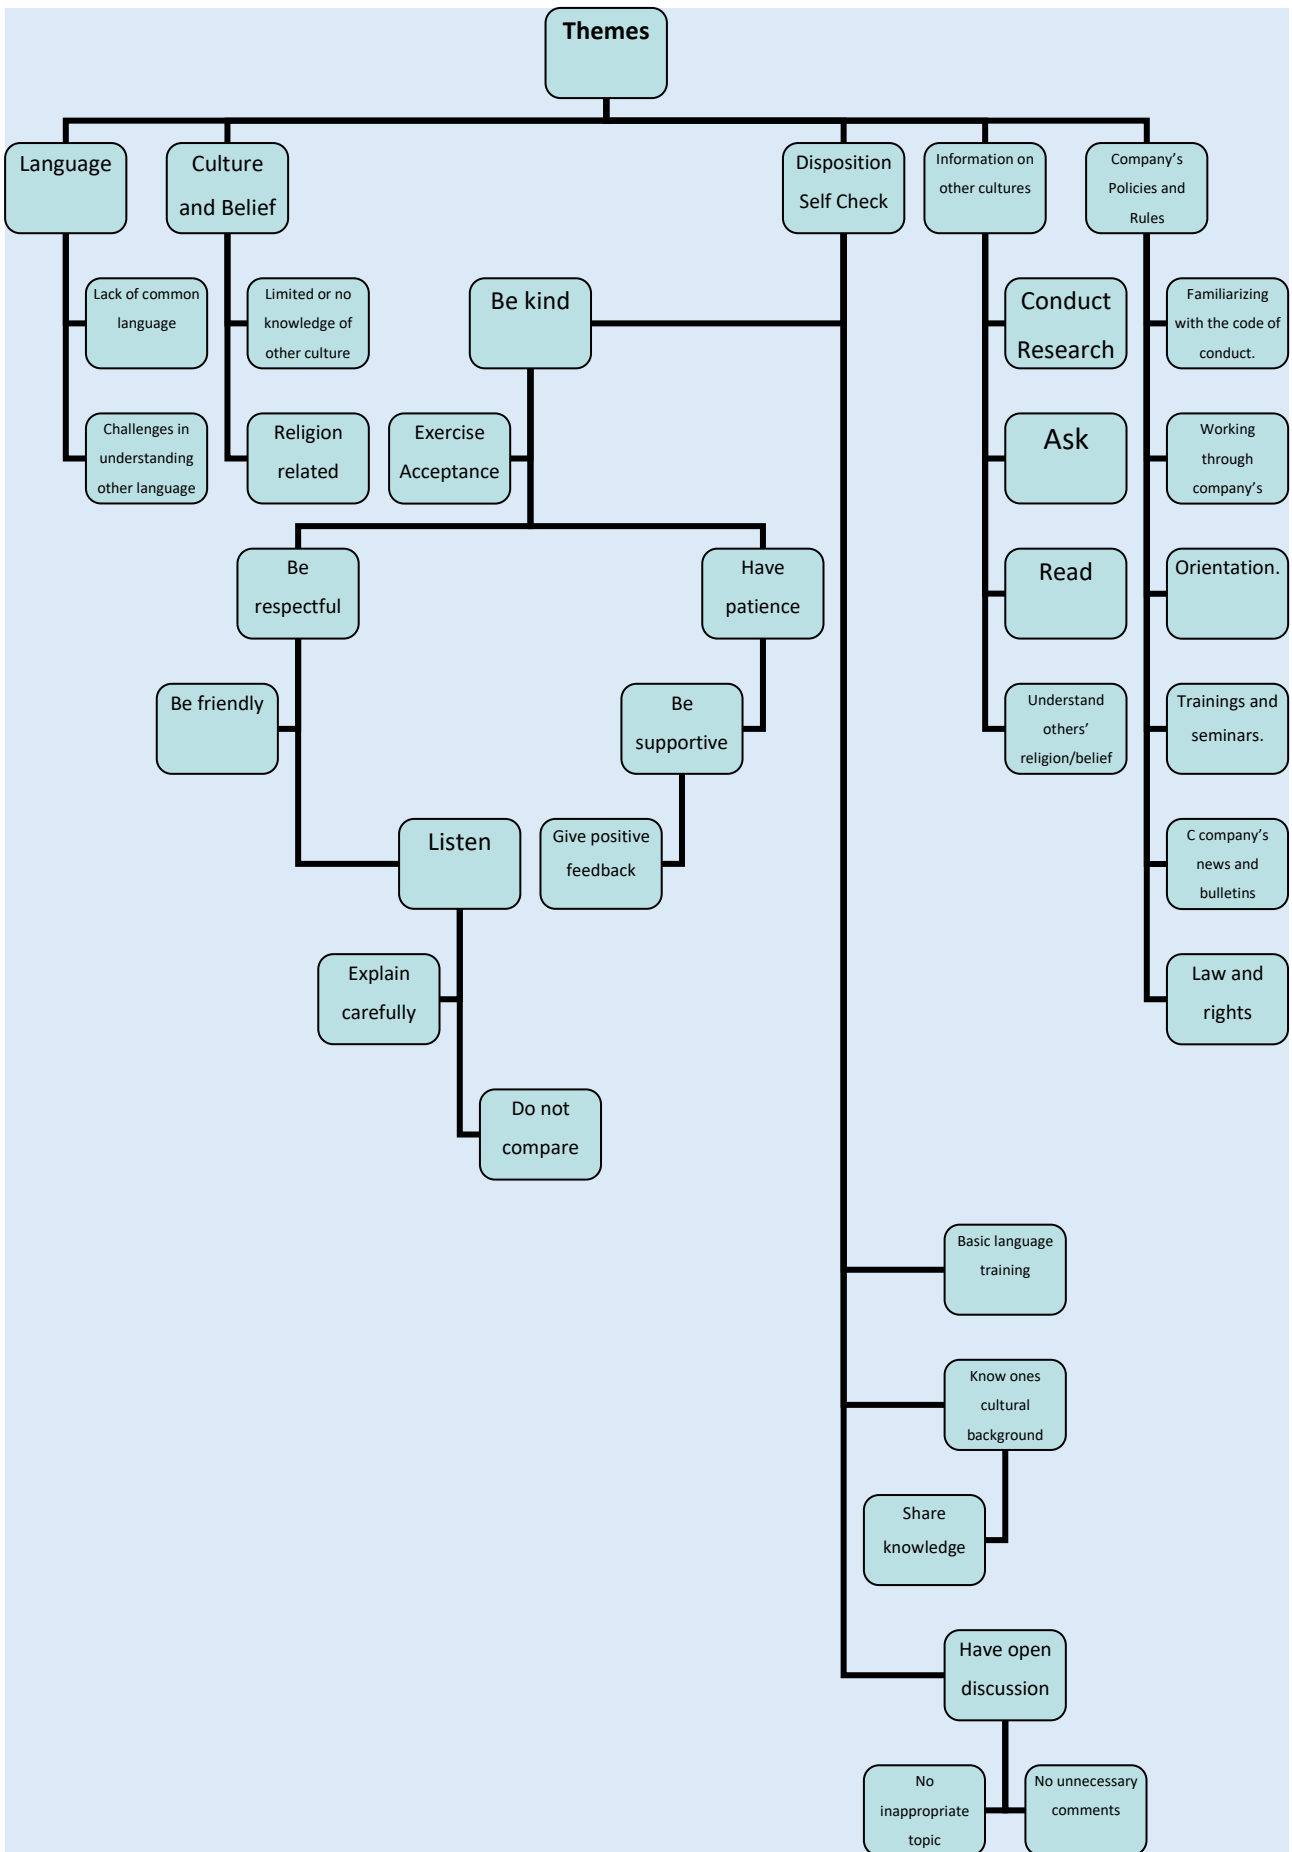 Themes
Language
Culture
and Belief
Disposition
Self Check
Information on
other cultures
Company’s
Policies and
Rules
Lack of common
language
Limited or no
knowledge of
other culture
Be kind
Conduct
Research
Familiarizing
with the code of
conduct.
Challenges in
understanding
other language
Religion
related
Exercise
Acceptance
Ask
Working
through
company’s
Be
respectful
Have
patience
Read
Orientation.
Be friendly
Be
supportive
Understand
others’
religion/belief
Trainings and
seminars.
Listen
Give positive
feedback
C company’s
news and
bulletins
Explain
carefully
Law and
rights
Do not
compare
Basic language
training
Know ones
cultural
background
Share
knowledge
Have open
discussion
No
inappropriate
topic
No unnecessary
comments